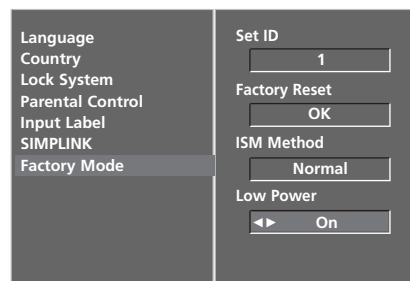 Language
Country
Lock System
Parental Control
Input Label
SIMPLINK
Factory Mode
Set ID
1
Factory Reset
OK
ISM Method
Normal
Low Power
◀▶ On